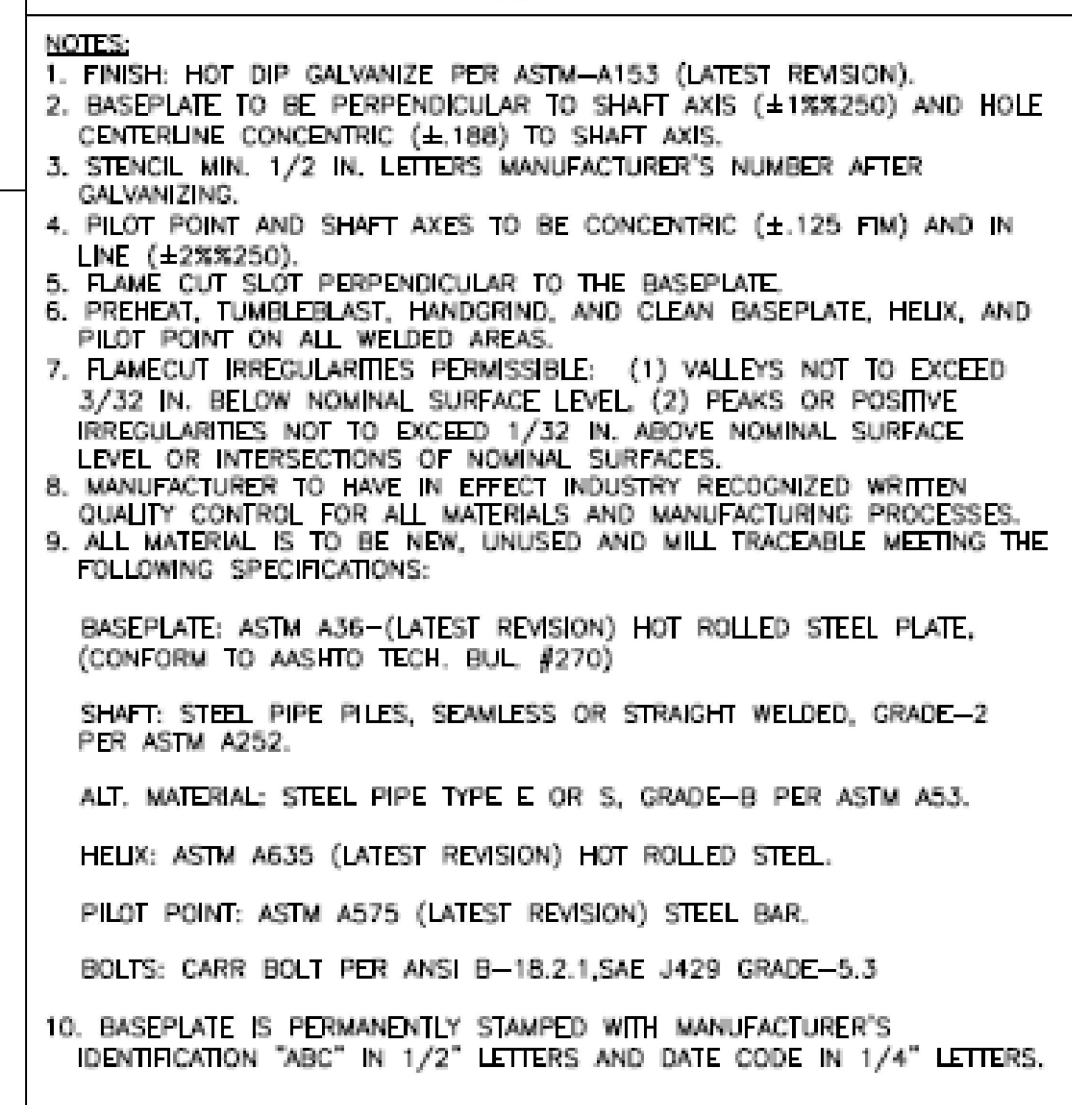 NOTES:
1. FINISH: HOT DIP GALVANIZE PER ASTM–A153 (LATEST REVISION).
2. BASEPLATE TO BE PERPENDICULAR TO SHAFT AXIS (±1%%250) AND HOLE
CENTERLINE CONCENTRIC (±.188) TO SHAFT AXIS.
3. STENCIL MIN. 1/2 IN. LETTERS MANUFACTURER'S NUMBER AFTER
GALVANIZING.
4. PILOT POINT AND SHAFT AXES TO BE CONCENTRIC (±.125 FIM) AND IN
LINE (±2%%250).
5. FLAME CUT SLOT PERPENDICULAR TO THE BASEPLATE.
6. PREHEAT, TUMBLEBLAST, HANDGRIND, AND CLEAN BASEPLATE, HELIX, AND
PILOT POINT ON ALL WELDED AREAS.
7. FLAMECUT IRREGULARITIES PERMISSIBLE: (1) VALLEYS NOT TO EXCEED
3/32 IN. BELOW NOMINAL SURFACE LEVEL, (2) PEAKS OR POSITIVE
IRREGULARITIES NOT TO EXCEED 1/32 IN. ABOVE NOMINAL SURFACE
LEVEL OR INTERSECTIONS OF NOMINAL SURFACES.
8. MANUFACTURER TO HAVE IN EFFECT INDUSTRY RECOGNIZED WRITTEN
QUALITY CONTROL FOR ALL MATERIALS AND MANUFACTURING PROCESSES.
9. ALL MATERIAL IS TO BE NEW, UNUSED AND MILL TRACEABLE MEETING THE
FOLLOWING SPECIFICATIONS:
BASEPLATE: ASTM A36–(LATEST REVISION) HOT ROLLED STEEL PLATE,
(CONFORM TO AASHTO TECH. BUL. #270)
SHAFT: STEEL PIPE PILES, SEAMLESS OR STRAIGHT WELDED, GRADE–2
PER ASTM A252.
ALT. MATERIAL: STEEL PIPE TYPE E OR S, GRADE–B PER ASTM A53.
HELIX: ASTM A635 (LATEST REVISION) HOT ROLLED STEEL.
PILOT POINT: ASTM A575 (LATEST REVISION) STEEL BAR.
BOLTS: CARR BOLT PER ANSI B–18.2.1,SAE J429 GRADE–5.3
10. BASEPLATE IS PERMANENTLY STAMPED WITH MANUFACTURER'S
IDENTIFICATION "ABC" IN 1/2" LETTERS AND DATE CODE IN 1/4" LETTERS.